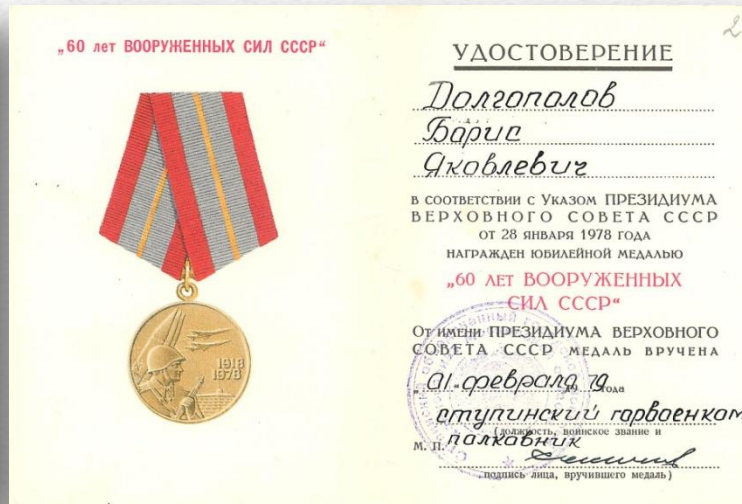 „60 лет ВООРУЖЕННЫХ СИЛ СССР“
1918
1978
2
УДОСТОВЕРЕНИЕ
Долгополов
Борис
Яковлевич
в соответствии с Указом ПРЕЗИДИУМА
ВЕРХОВНОГО СОВЕТА СССР
от 28 января 1978 года
награжден юбилейной медалью
„60 лет ВООРУЖЕННЫХ
СИЛ СССР“
От имени ПРЕЗИДИУМА ВЕРХОВНОГО
СОВЕТА СССР медаль вручена
„01“ февраля 79 года
ступинский горвоенком
(должность, воинское звание и
М. П. полковник
подпись лица, вручившего медаль)